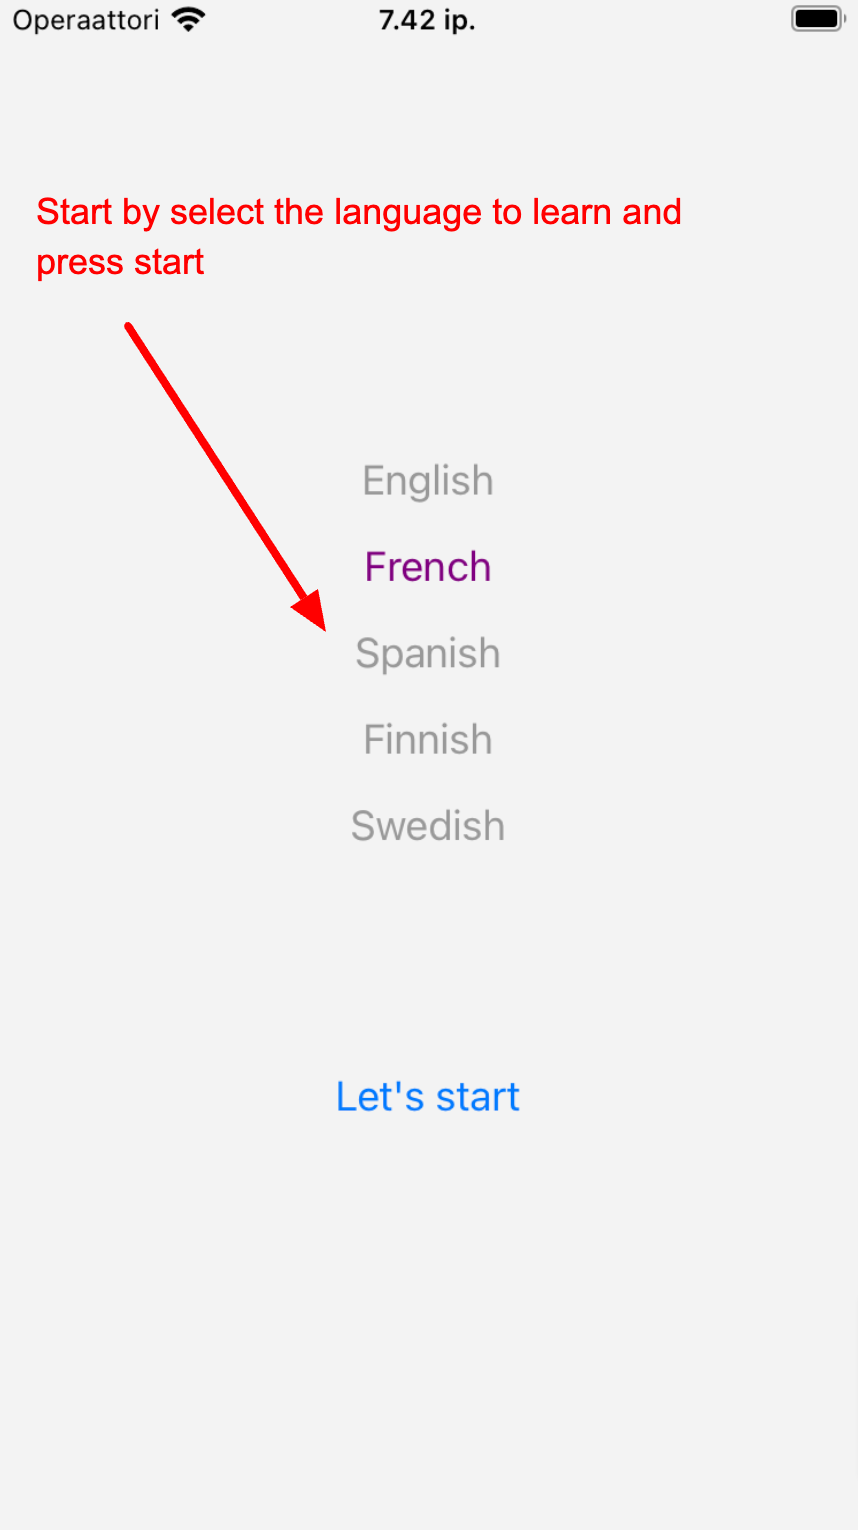 Operaattori 7.42 ip.
Start by select the language to learn and
press start
English
French
Spanish
Finnish
Swedish
Let's start